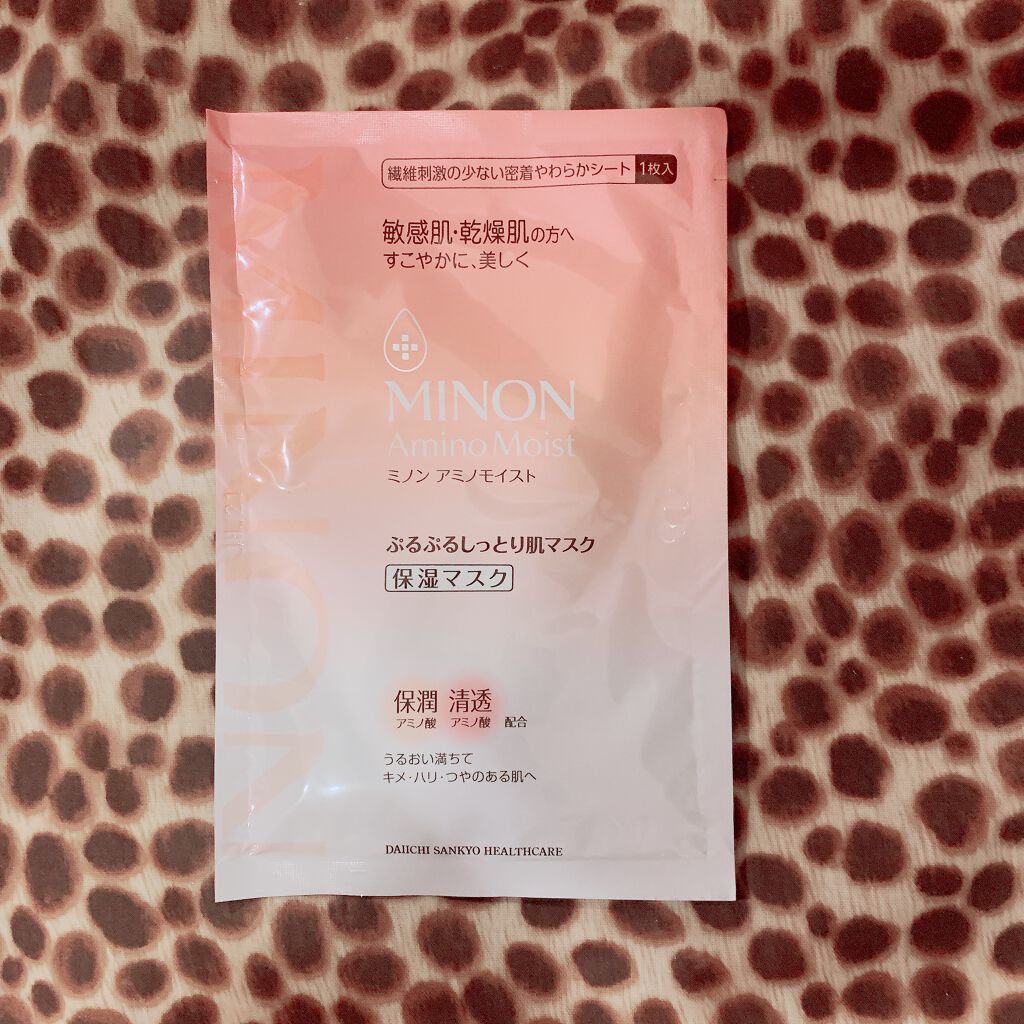 繊維刺激の少ない密着やわらかシート 1枚入
敏感肌・乾燥肌の方へ
すこやかに、美しく
MINON
Amino Moist
ミノン アミノモイスト
ぷるぷるしっとり肌マスク
保湿マスク
保潤 清透
アミノ酸 アミノ酸 配合
うるおい満ちて
キメ・ハリ・つやのある肌へ
DAIICHI SANKYO HEALTHCARE
MINON